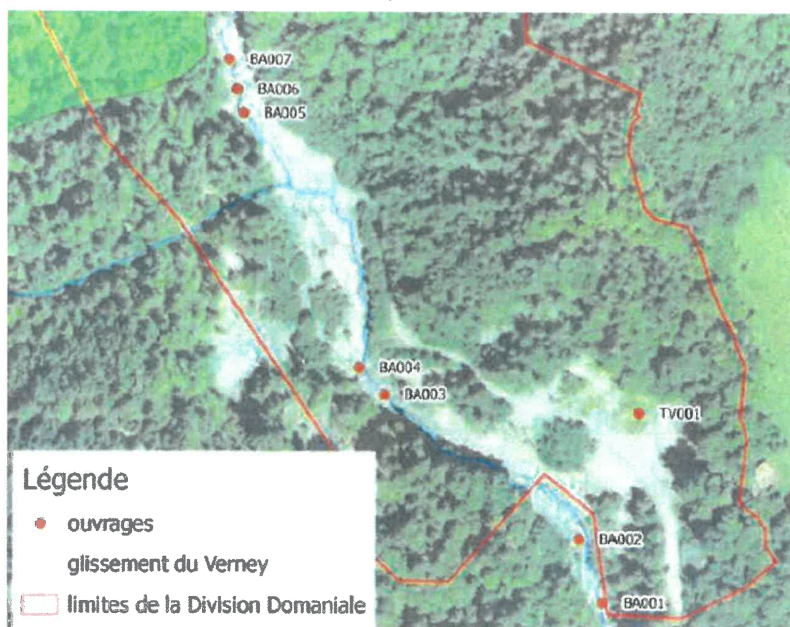 BA007
BA006
BA005
BA004
BA003
TV001
BA002
BA001
Légende
ouvrages
glissement du Verney
limites de la Division Domaniale